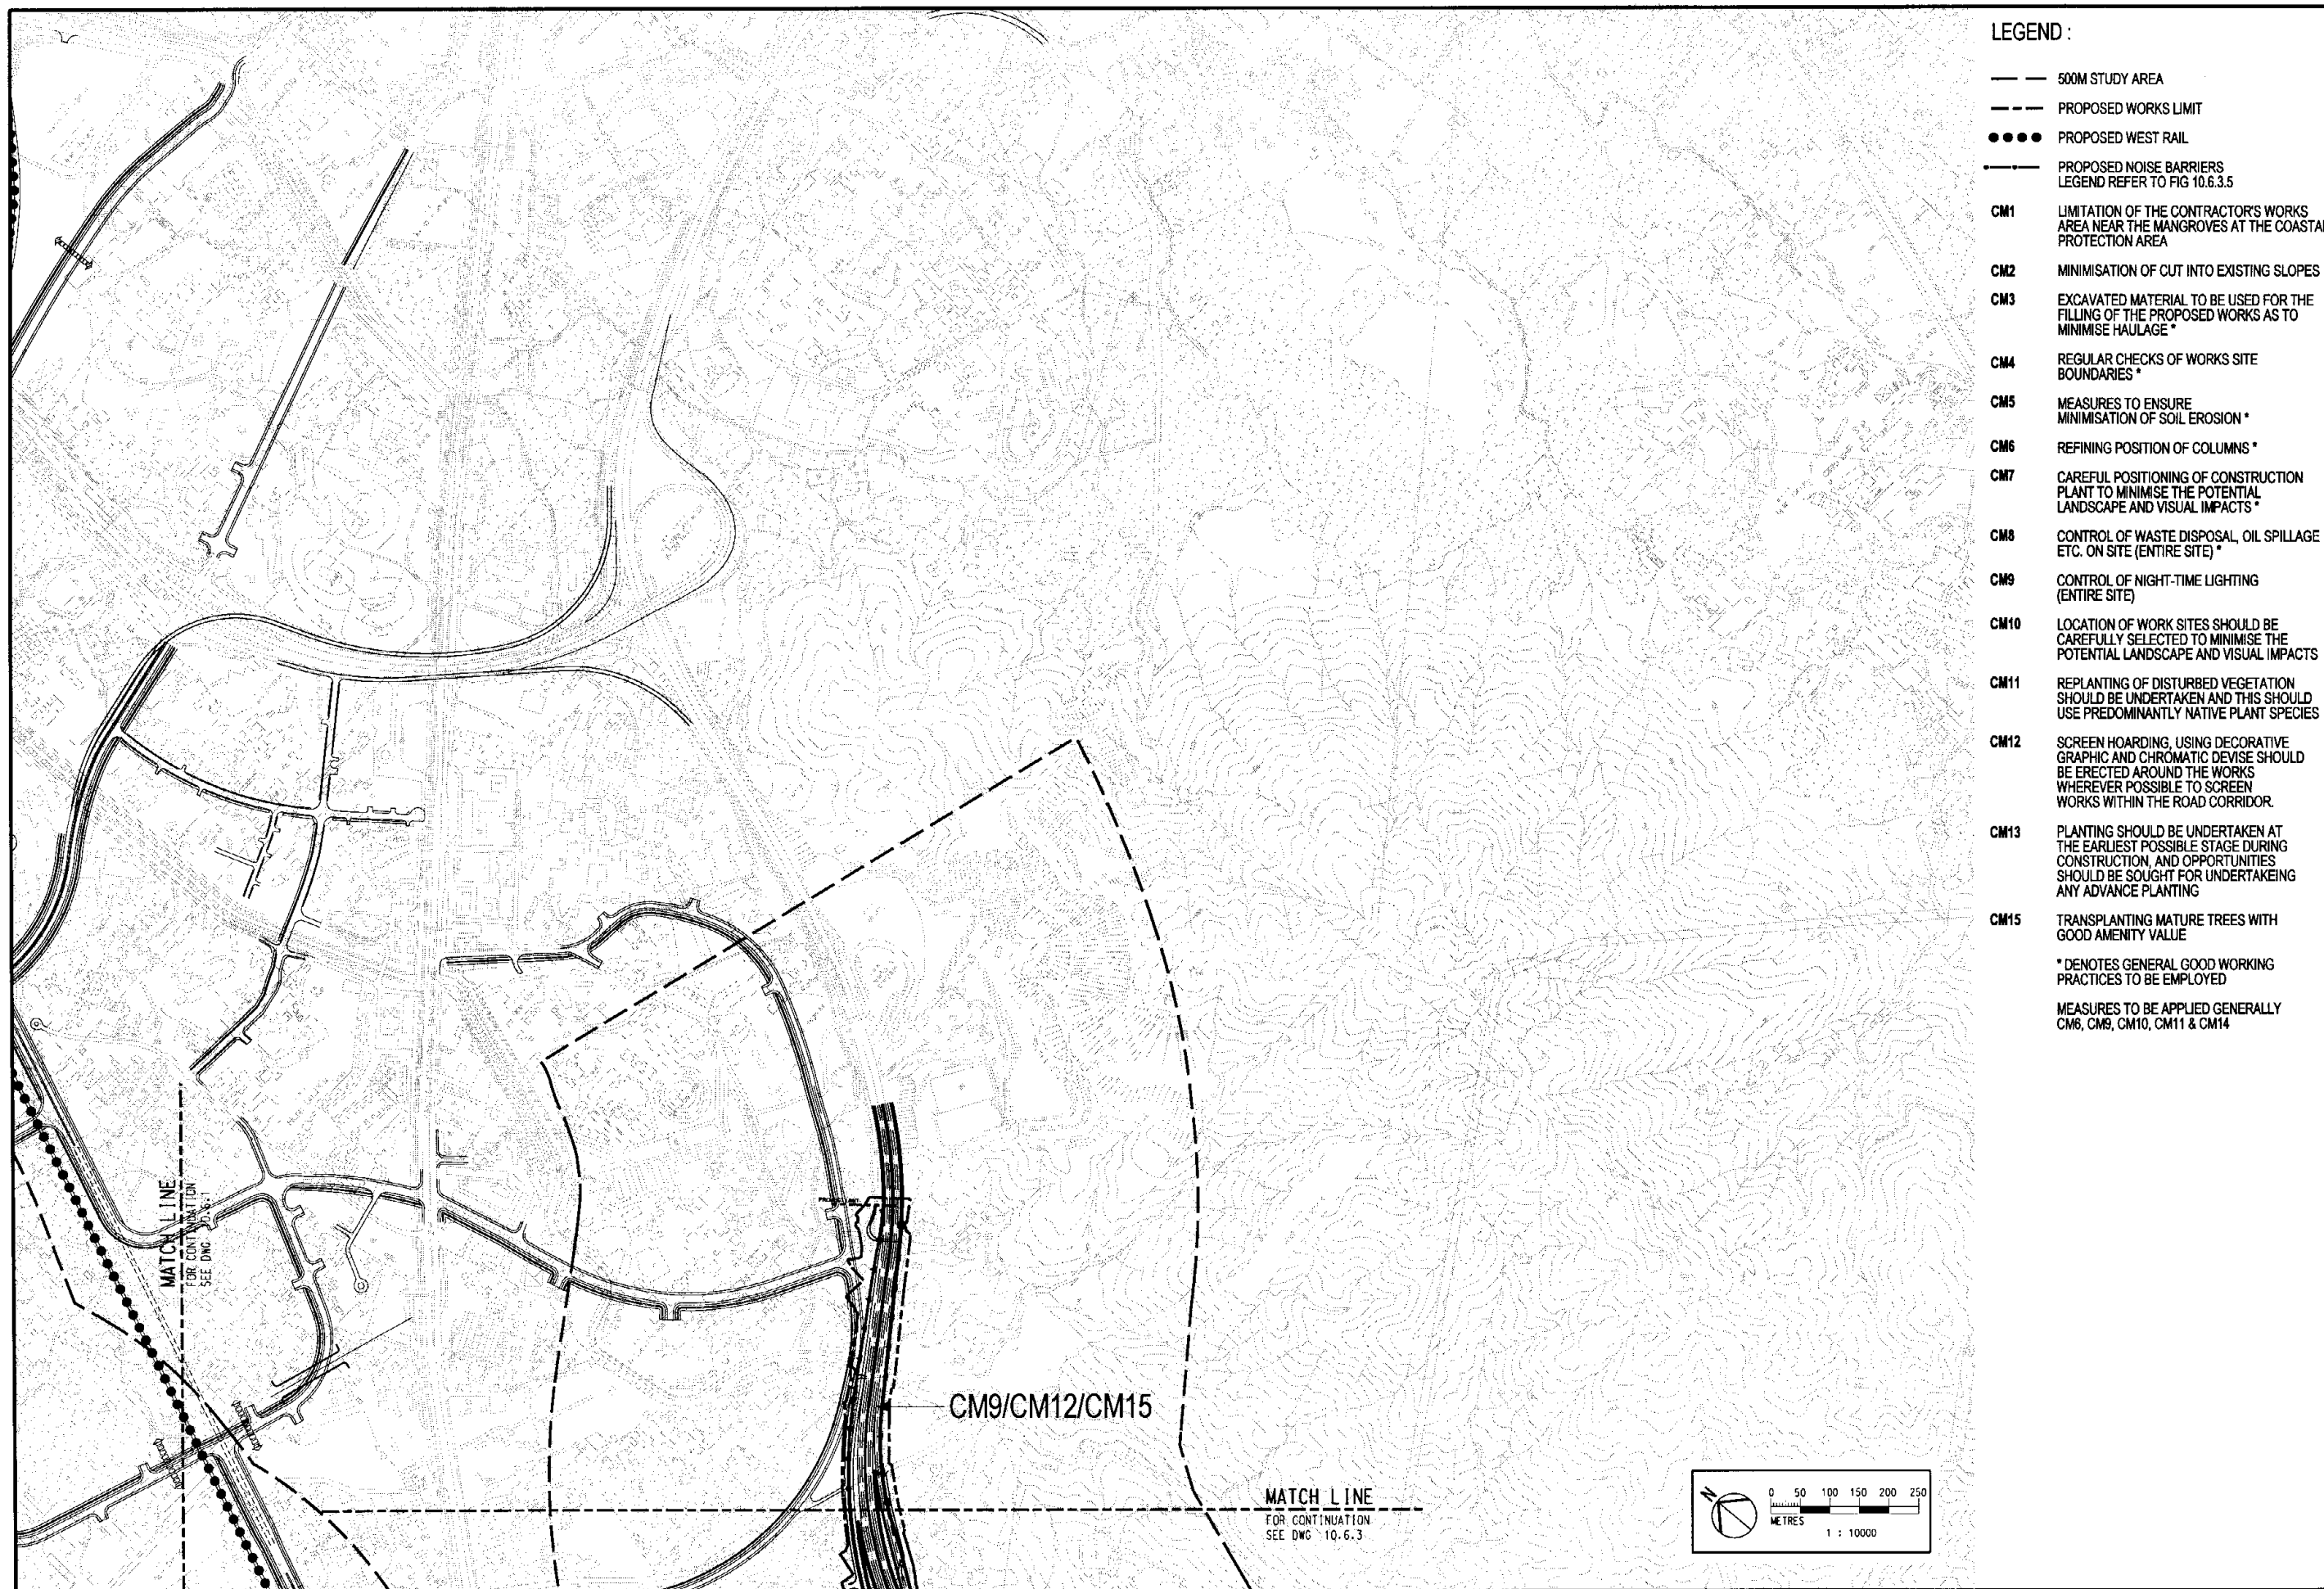 LEGEND :
500M STUDY AREA
PROPOSED WORKS LIMIT
PROPOSED WEST RAIL
PROPOSED NOISE BARRIERS
LEGEND REFER TO FIG 10.6.3.5
CM1 LIMITATION OF THE CONTRACTOR'S WORKS
AREA NEAR THE MANGROVES AT THE COASTAL
PROTECTION AREA
CM2 MINIMISATION OF CUT INTO EXISTING SLOPES
CM3 EXCAVATED MATERIAL TO BE USED FOR THE
FILLING OF THE PROPOSED WORKS AS TO
MINIMISE HAULAGE *
CM4 REGULAR CHECKS OF WORKS SITE
BOUNDARIES *
CM5 MEASURES TO ENSURE
MINIMISATION OF SOIL EROSION *
CM6 REFINING POSITION OF COLUMNS *
CM7 CAREFUL POSITIONING OF CONSTRUCTION
PLANT TO MINIMISE THE POTENTIAL
LANDSCAPE AND VISUAL IMPACTS *
CM8 CONTROL OF WASTE DISPOSAL, OIL SPILLAGE
ETC. ON SITE (ENTIRE SITE) *
CM9 CONTROL OF NIGHT-TIME LIGHTING
(ENTIRE SITE)
CM10 LOCATION OF WORK SITES SHOULD BE
CAREFULLY SELECTED TO MINIMISE THE
POTENTIAL LANDSCAPE AND VISUAL IMPACTS
CM11 REPLANTING OF DISTURBED VEGETATION
SHOULD BE UNDERTAKEN AND THIS SHOULD
USE PREDOMINANTLY NATIVE PLANT SPECIES
CM12 SCREEN HOARDING, USING DECORATIVE
GRAPHIC AND CHROMATIC DEVISE SHOULD
BE ERECTED AROUND THE WORKS
WHEREVER POSSIBLE TO SCREEN
WORKS WITHIN THE ROAD CORRIDOR.
CM13 PLANTING SHOULD BE UNDERTAKEN AT
THE EARLIEST POSSIBLE STAGE DURING
CONSTRUCTION, AND OPPORTUNITIES
SHOULD BE SOUGHT FOR UNDERTAKEING
ANY ADVANCE PLANTING
CM15 TRANSPLANTING MATURE TREES WITH
GOOD AMENITY VALUE
* DENOTES GENERAL GOOD WORKING
PRACTICES TO BE EMPLOYED
MEASURES TO BE APPLIED GENERALLY
CM6, CM9, CM10, CM11 & CM14
MATCH LINE
FOR CONTINUATION
SEE DWG 10.6.1
CM9/CM12/CM15
MATCH LINE
FOR CONTINUATION
SEE DWG 10.6.3
N
0 50 100 150 200 250
METRES
1 : 10000